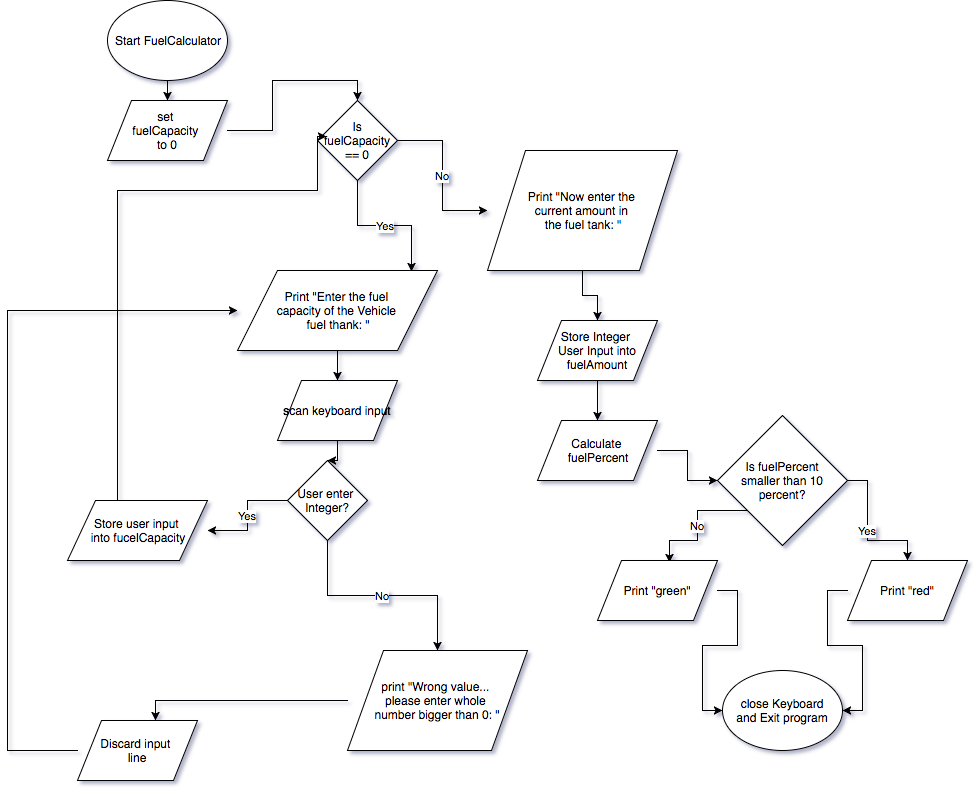 Start FuelCalculator
set
fuelCapacity
to 0
Is
fuelCapacity
== 0
No
Yes
Print "Now enter the
current amount in
the fuel tank: "
Print "Enter the fuel
capacity of the Vehicle
fuel thank: "
Store Integer
User Input into
fuelAmount
scan keyboard input
Calculate
fuelPercent
Is fuelPercent
smaller than 10
percent?
User enter
Integer?
Yes
No
Store user input
into fucelCapacity
No
Yes
Print "green"
Print "red"
print "Wrong value...
please enter whole
number bigger than 0: "
close Keyboard
and Exit program
Discard input
line